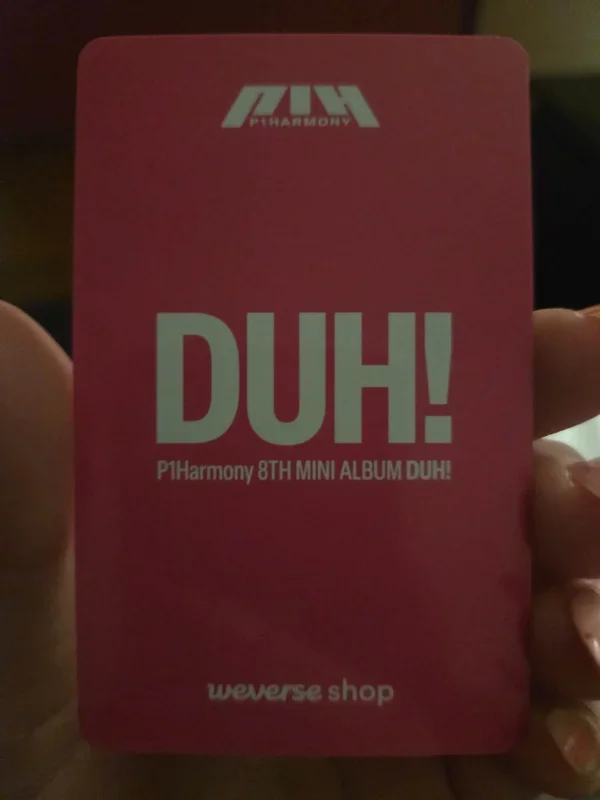 P1H
P1HARMONY
DUH!
P1Harmony 8TH MINI ALBUM DUH!
weverse shop